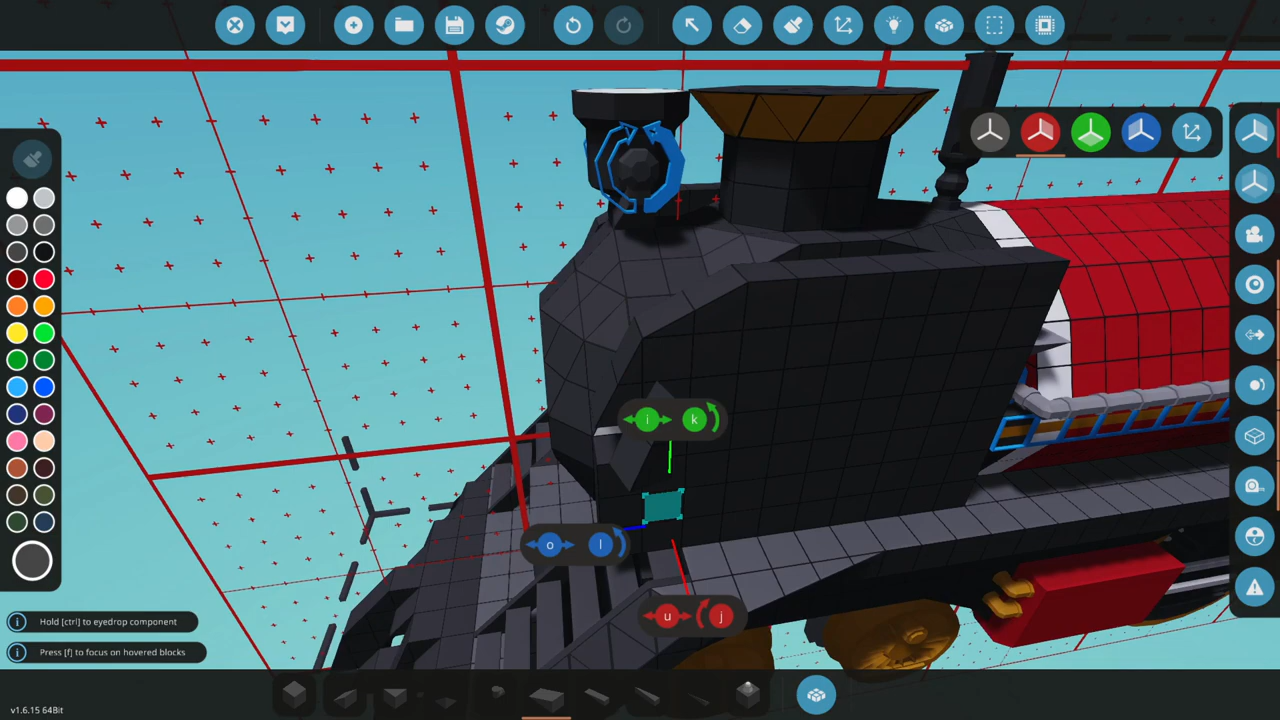 i k
o l
u j
Hold [ctrl] to eyedrop component
Press [f] to focus on hovered blocks
v1.6.15 64Bit